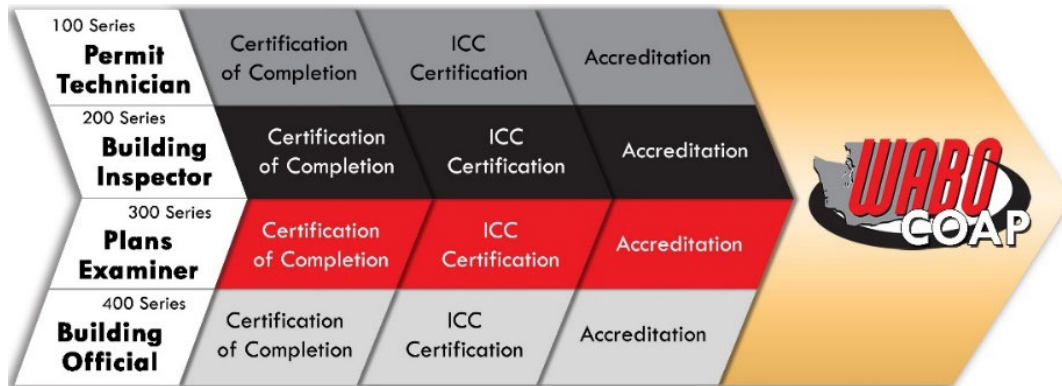 100 Series
Permit
Technician
Certification
of Completion
ICC
Certification
Accreditation
200 Series
Building
Inspector
Certification
of Completion
ICC
Certification
Accreditation
300 Series
Plans
Examiner
Certification
of Completion
ICC
Certification
Accreditation
400 Series
Building
Official
Certification
of Completion
ICC
Certification
Accreditation
WABO
COAP